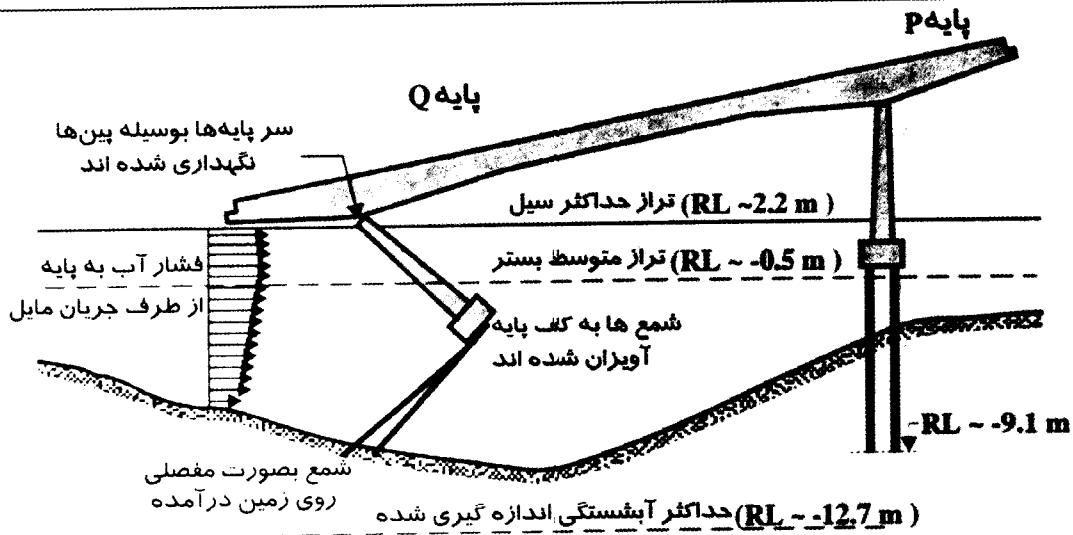 پایه P
پایه Q
سر پایه‌ها بوسیله پین‌ها
نگهداری شده اند
تراز حداکثر سیل (RL ~2.2 m )
فشار آب به پایه
از طرف جریان مایل
تراز متوسط بستر (RL ~ -0.5 m )
شمع ها به کف پایه
آویزان شده اند
RL ~ -9.1 m
شمع بصورت مفصلی
روی زمین درآمده
حداکثر آبشستگی اندازه گیری شده (RL ~ -12.7 m )